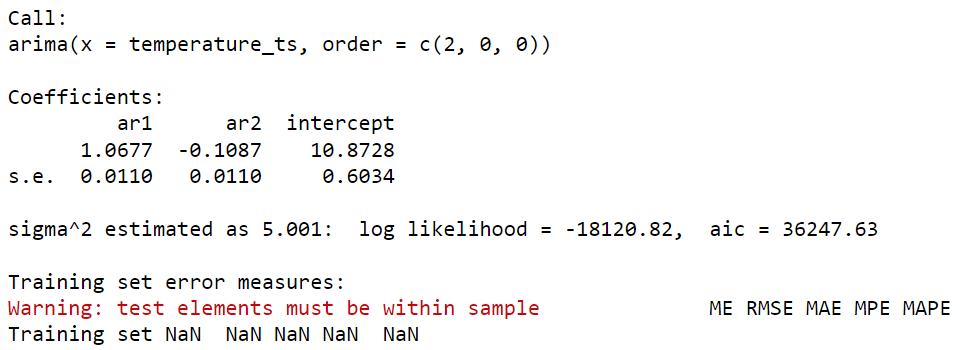 Call:
arima(x = temperature_ts, order = c(2, 0, 0))
Coefficients:
ar1 ar2 intercept
1.0677 -0.1087 10.8728
s.e. 0.0110 0.0110 0.6034
sigma^2 estimated as 5.001: log likelihood = -18120.82, aic = 36247.63
Training set error measures:
Warning: test elements must be within sample ME RMSE MAE MPE MAPE
Training set NaN NaN NaN NaN NaN